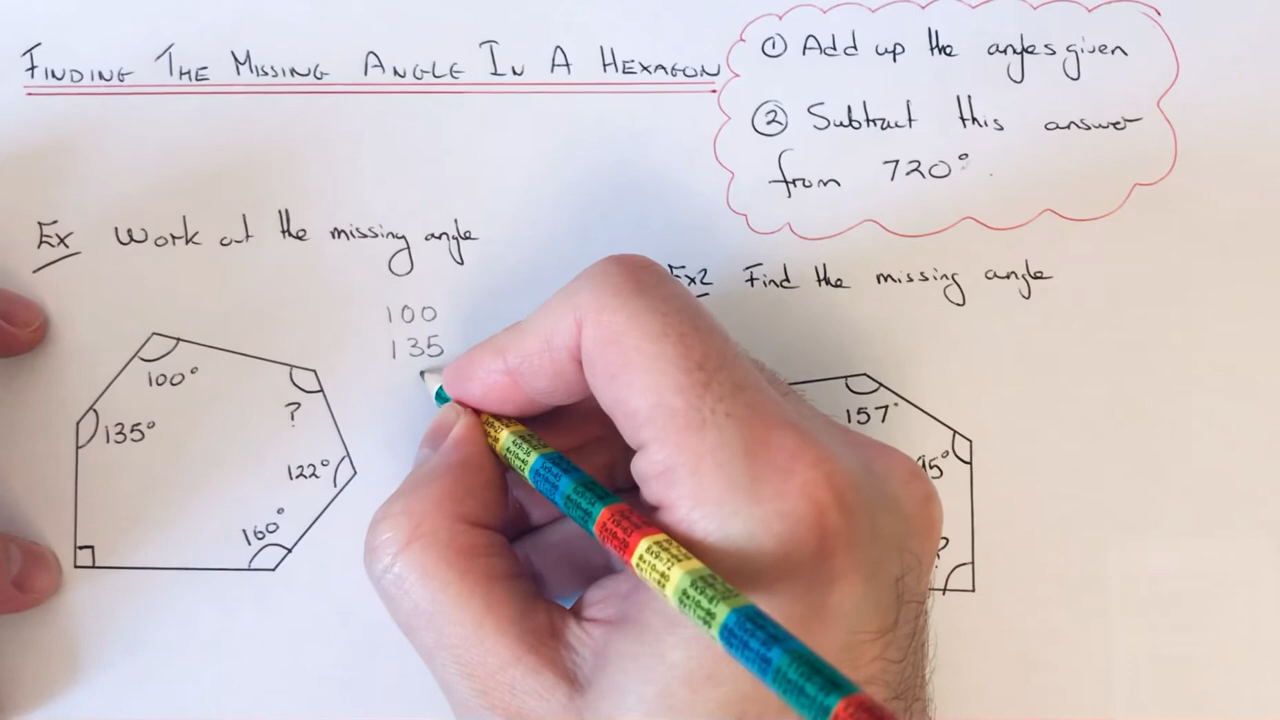 FINDING THE MISSING ANGLE IN A HEXAGON
① Add up the angles given
② Subtract this answer
from 720°.
Ex Work out the missing angle
100
135
100°
?
135°
122°
160°
Ex2 Find the missing angle
157°
95°
?